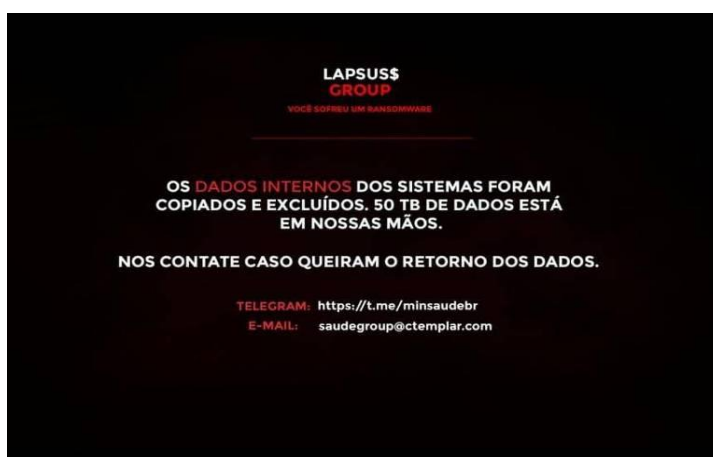 LAPSUS$
GROUP
VOCÊ SOFREU UM RANSOMWARE
OS DADOS INTERNOS DOS SISTEMAS FORAM
COPIADOS E EXCLUÍDOS. 50 TB DE DADOS ESTÁ
EM NOSSAS MÃOS.
NOS CONTATE CASO QUEIRAM O RETORNO DOS DADOS.
TELEGRAM: https://t.me/minsaudebr
E-MAIL: saudegroup@ctemplar.com